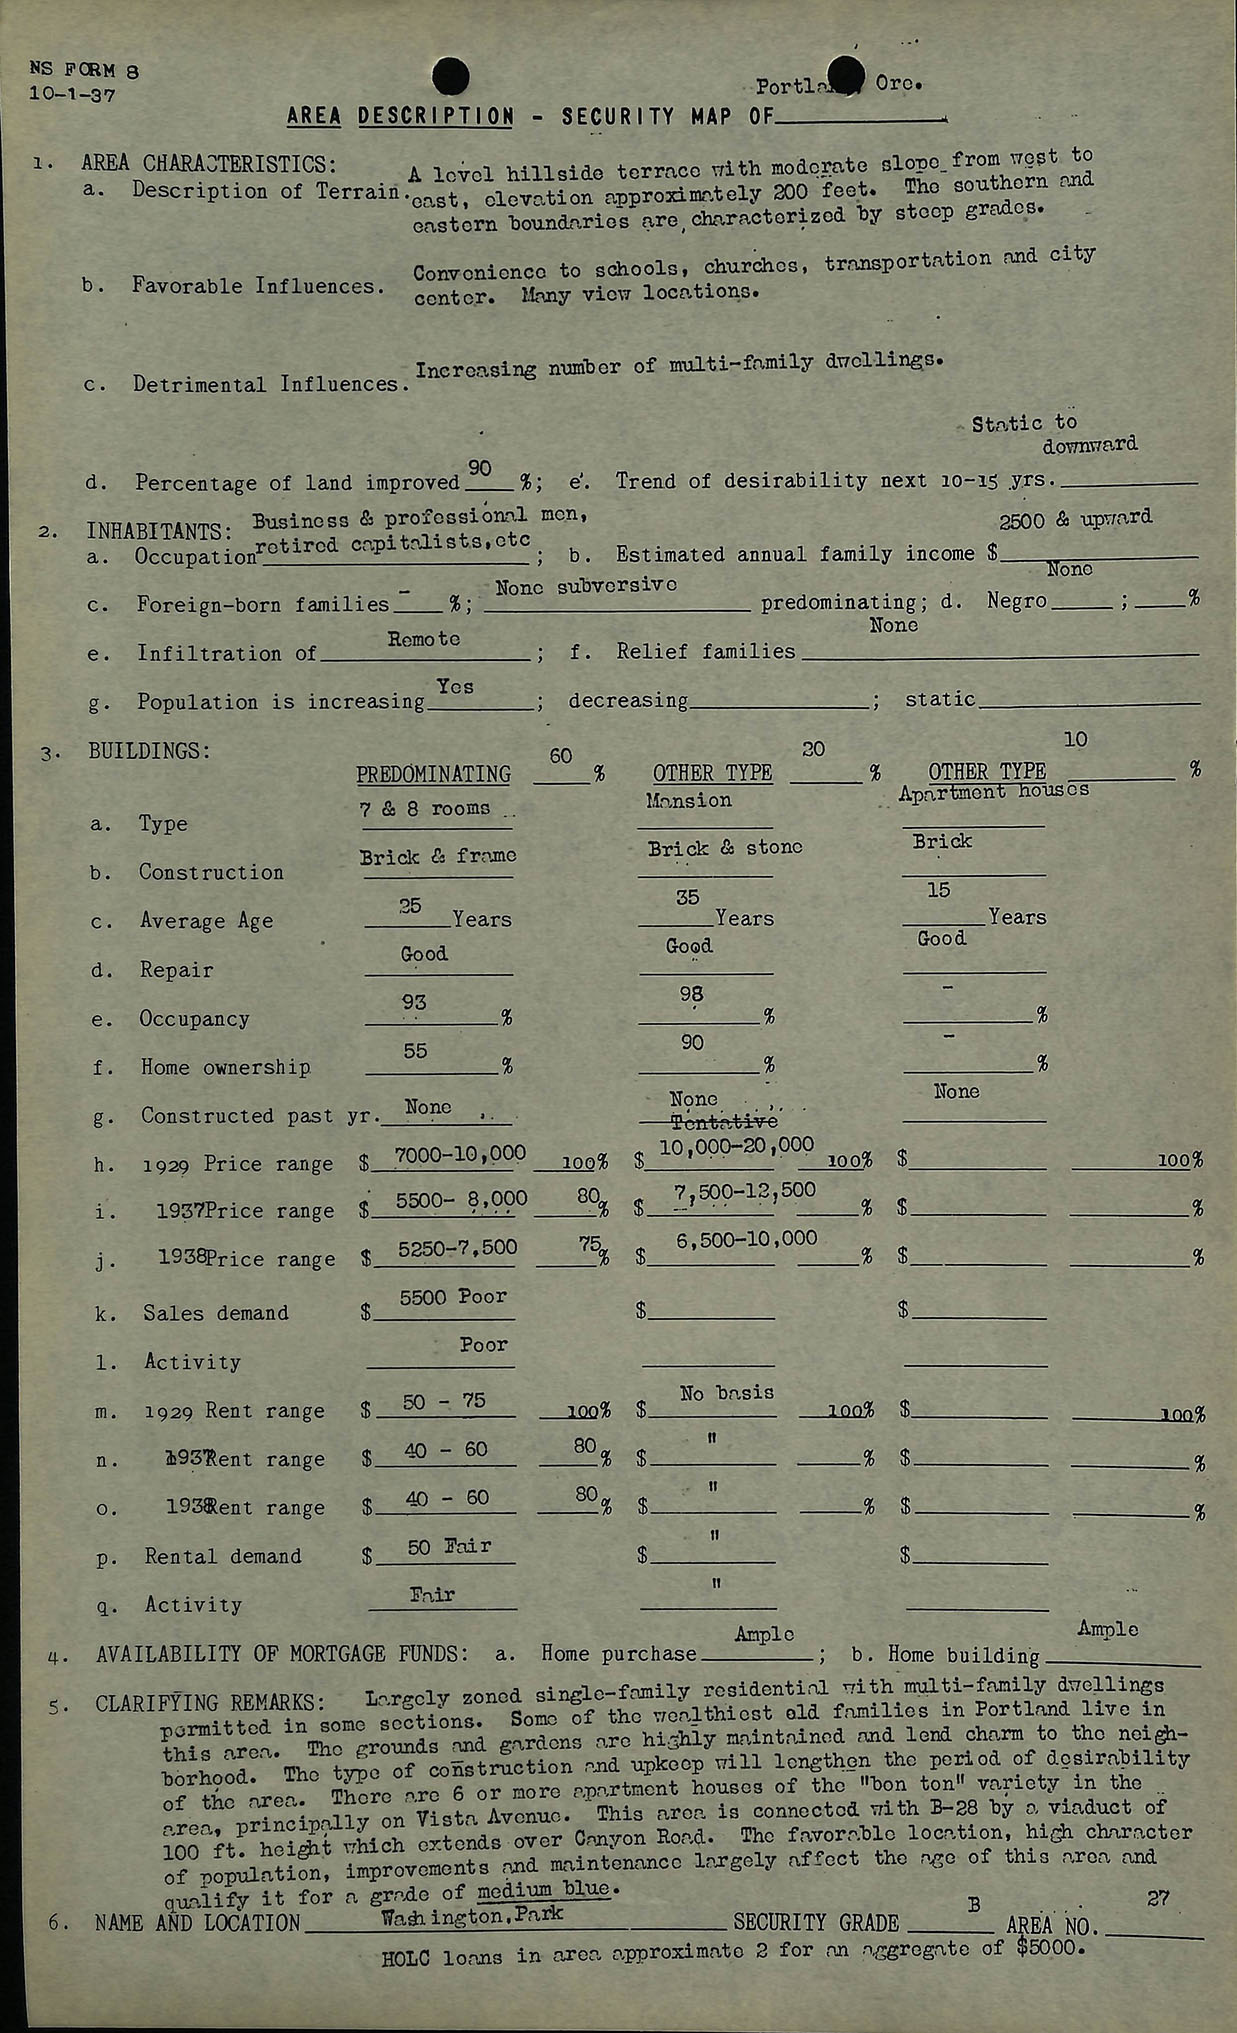 NS FORM 8
10-1-37
Portland, Ore.
AREA DESCRIPTION - SECURITY MAP OF
1. AREA CHARACTERISTICS:
a. Description of Terrain. A level hillside terrace with moderate slope from west to
east, elevation approximately 200 feet. The southern and
eastern boundaries are characterized by steep grades.
b. Favorable Influences. Convenience to schools, churches, transportation and city
center. Many view locations.
c. Detrimental Influences. Increasing number of multi-family dwellings.
Static to
downward
d. Percentage of land improved 90 %; e. Trend of desirability next 10-15 yrs.
2. INHABITANTS: Business & professional men,
a. Occupation retired capitalists, etc ; b. Estimated annual family income $ 2500 & upward
c. Foreign-born families - %; None subversive predominating; d. Negro None ; %
e. Infiltration of Remote ; f. Relief families None
g. Population is increasing Yes ; decreasing ; static
3. BUILDINGS:
PREDOMINATING 60 % OTHER TYPE 20 % OTHER TYPE 10 %
a. Type 7 & 8 rooms Mansion Apartment houses
b. Construction Brick & frame Brick & stone Brick
c. Average Age 25 Years 35 Years 15 Years
d. Repair Good Good Good
e. Occupancy 93 % 98 % - %
f. Home ownership 55 % 90 % - %
g. Constructed past yr. None None None
Tentative
h. 1929 Price range $ 7000-10,000 100% $ 10,000-20,000 100% $ 100%
i. 1937 Price range $ 5500- 8,000 80% $ 7,500-12,500 % $ %
j. 1938 Price range $ 5250-7,500 75% $ 6,500-10,000 % $ %
k. Sales demand $ 5500 Poor $ $
l. Activity Poor
m. 1929 Rent range $ 50 - 75 100% $ No basis 100% $ 100%
n. 1937 Rent range $ 40 - 60 80% $ " % $ %
o. 1938 Rent range $ 40 - 60 80% $ " % $ %
p. Rental demand $ 50 Fair $ " $
q. Activity Fair "
4. AVAILABILITY OF MORTGAGE FUNDS: a. Home purchase Ample ; b. Home building Ample
5. CLARIFYING REMARKS: Largely zoned single-family residential with multi-family dwellings
permitted in some sections. Some of the wealthiest old families in Portland live in
this area. The grounds and gardens are highly maintained and lend charm to the neigh-
borhood. The type of construction and upkeep will lengthen the period of desirability
of the area. There are 6 or more apartment houses of the "bon ton" variety in the
area, principally on Vista Avenue. This area is connected with B-28 by a viaduct of
100 ft. height which extends over Canyon Road. The favorable location, high character
of population, improvements and maintenance largely affect the age of this area and
qualify it for a grade of medium blue.
6. NAME AND LOCATION Washington, Park SECURITY GRADE B AREA NO. 27
HOLC loans in area approximate 2 for an aggregate of $5000.